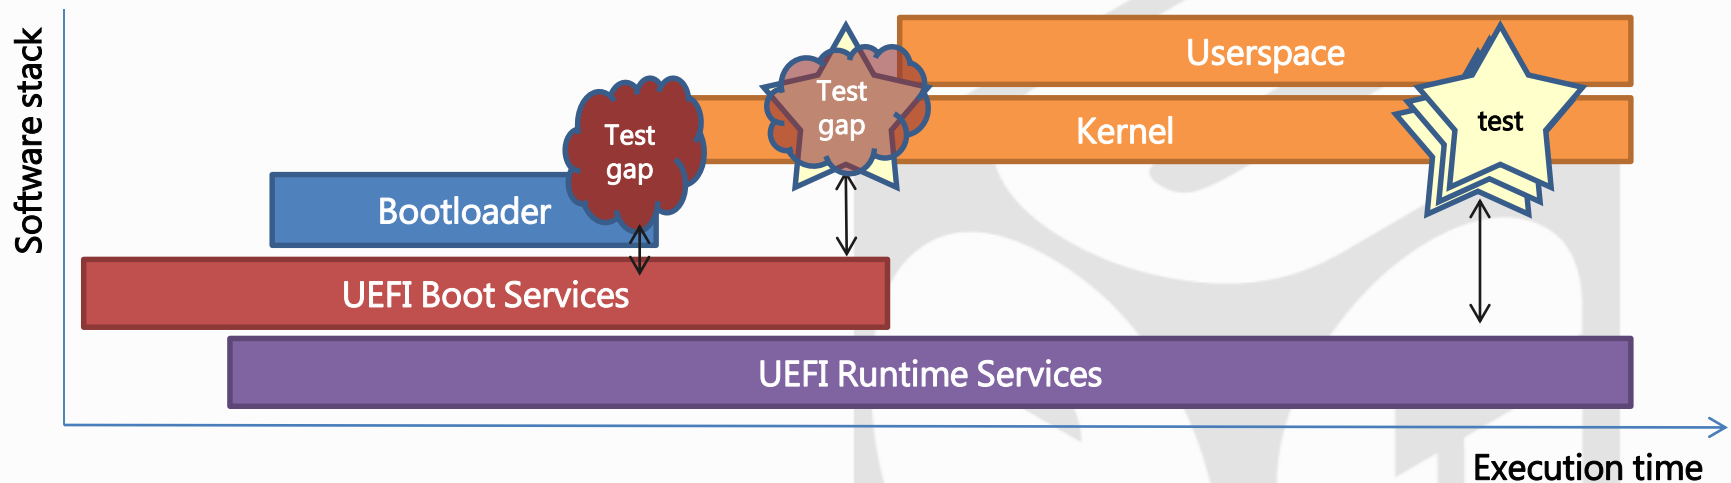 Software stack
Userspace
Test
gap
Kernel
test
Test
gap
Bootloader
UEFI Boot Services
UEFI Runtime Services
Execution time